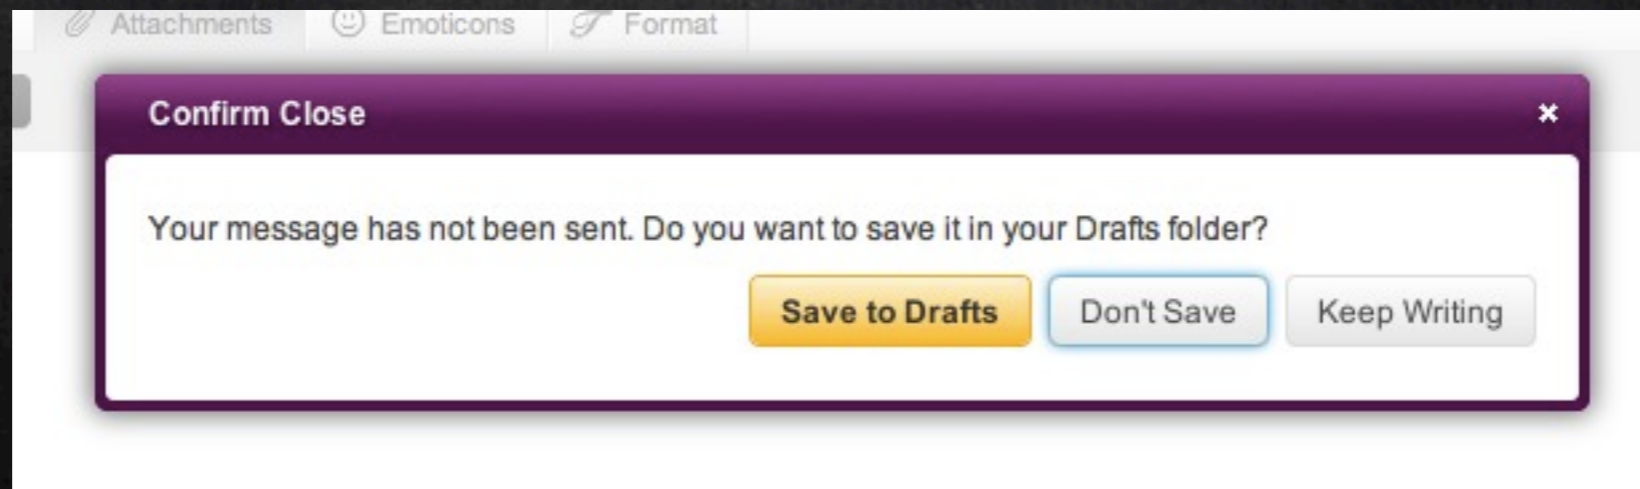 Attachments Emoticons Format
Confirm Close
Your message has not been sent. Do you want to save it in your Drafts folder?
Save to Drafts Don't Save Keep Writing